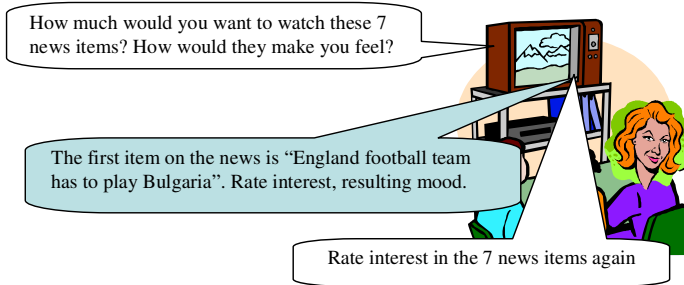 How much would you want to watch these 7
news items? How would they make you feel?
The first item on the news is “England football team
has to play Bulgaria”. Rate interest, resulting mood.
Rate interest in the 7 news items again